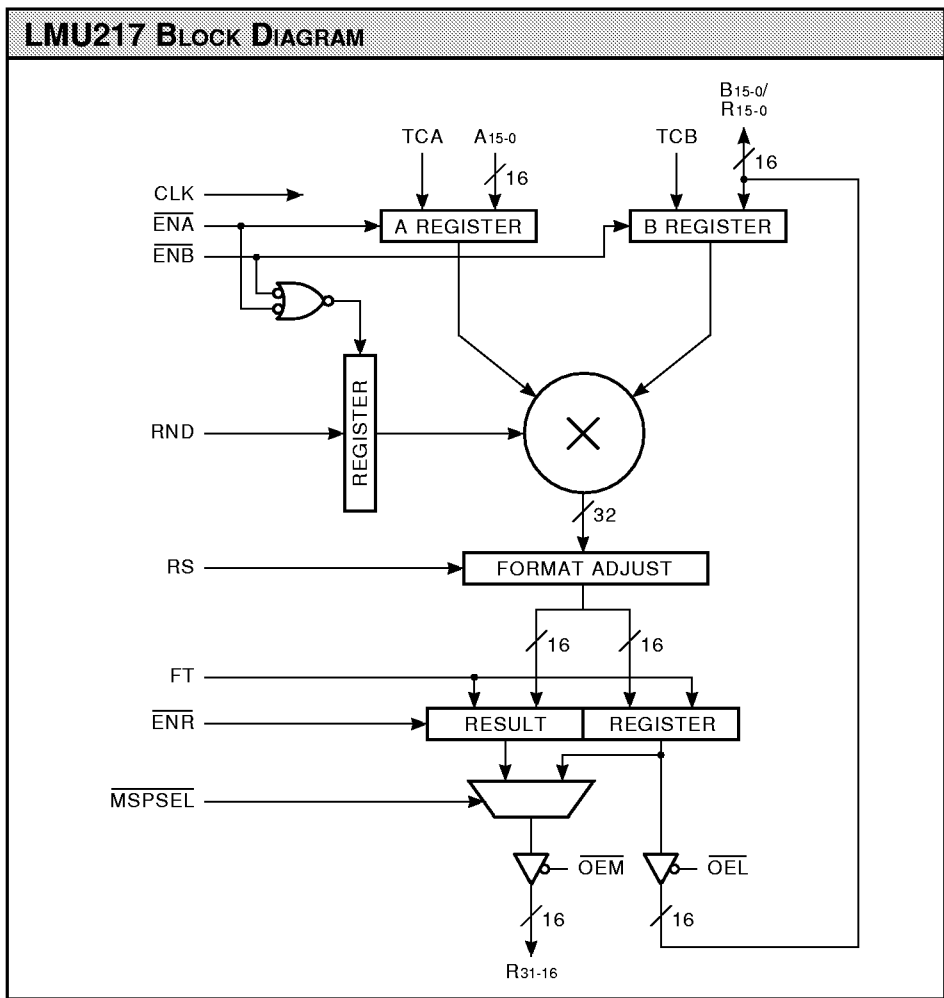 LMU217 BLOCK DIAGRAM
B15-0/
R15-0
TCA A15-0 TCB
16 16
CLK
ENA A REGISTER B REGISTER
ENB
REGISTER
RND
32
RS FORMAT ADJUST
16 16
FT
ENR RESULT REGISTER
MSPSEL
OEM OEL
16 16
R31-16